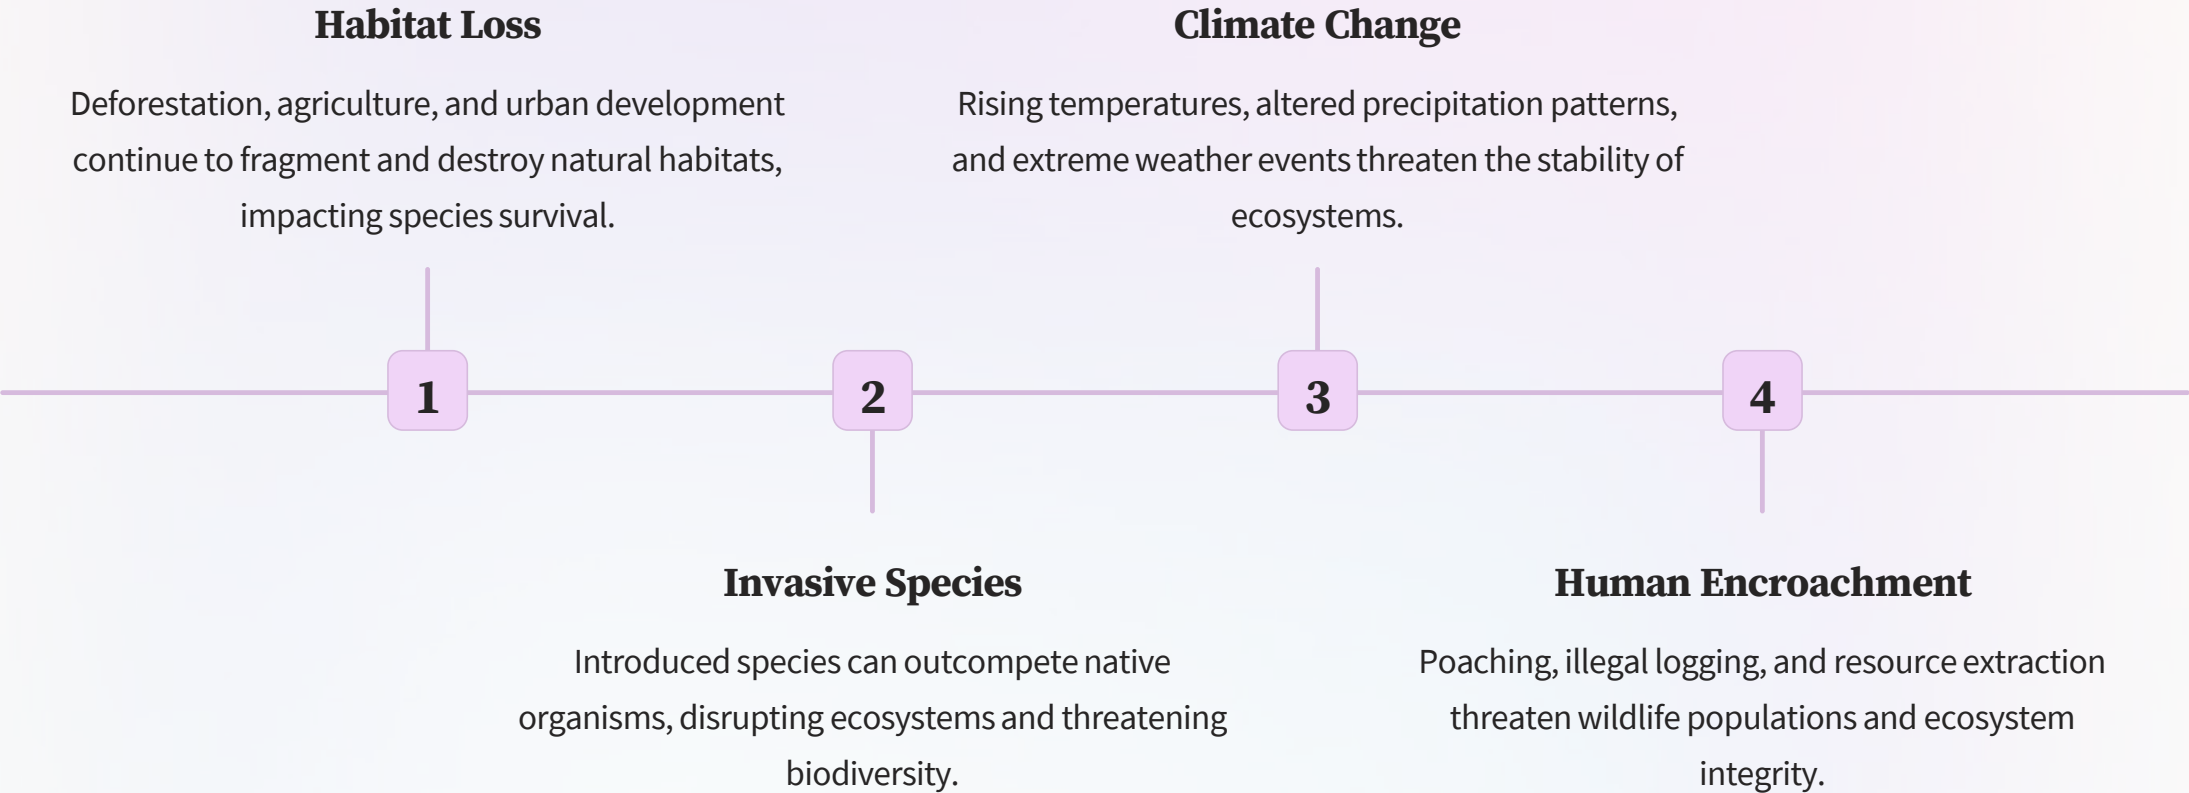 Habitat Loss
Deforestation, agriculture, and urban development
continue to fragment and destroy natural habitats,
impacting species survival.
Climate Change
Rising temperatures, altered precipitation patterns,
and extreme weather events threaten the stability of
ecosystems.
1
2
3
4
Invasive Species
Introduced species can outcompete native
organisms, disrupting ecosystems and threatening
biodiversity.
Human Encroachment
Poaching, illegal logging, and resource extraction
threaten wildlife populations and ecosystem
integrity.